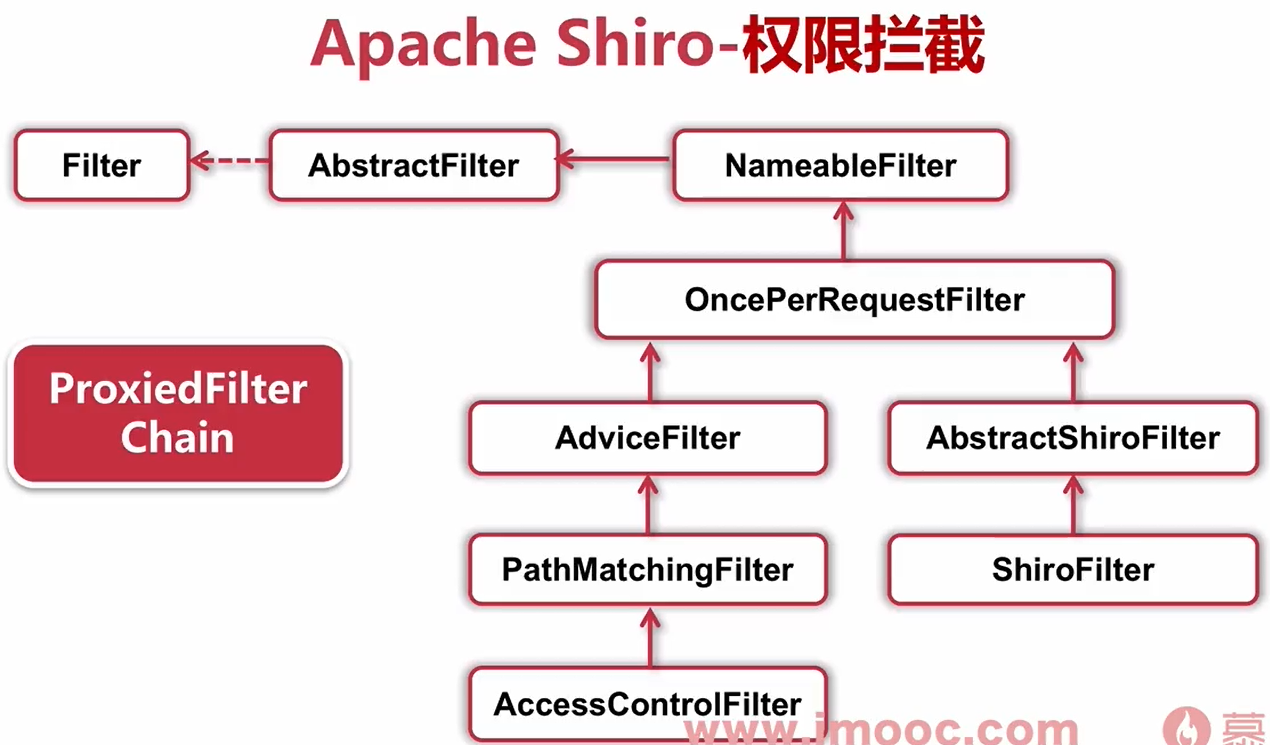 Apache Shiro-权限拦截
Filter
AbstractFilter
NameableFilter
OncePerRequestFilter
ProxiedFilter
Chain
AdviceFilter
AbstractShiroFilter
PathMatchingFilter
ShiroFilter
AccessControlFilter
www.imooc.com
慕